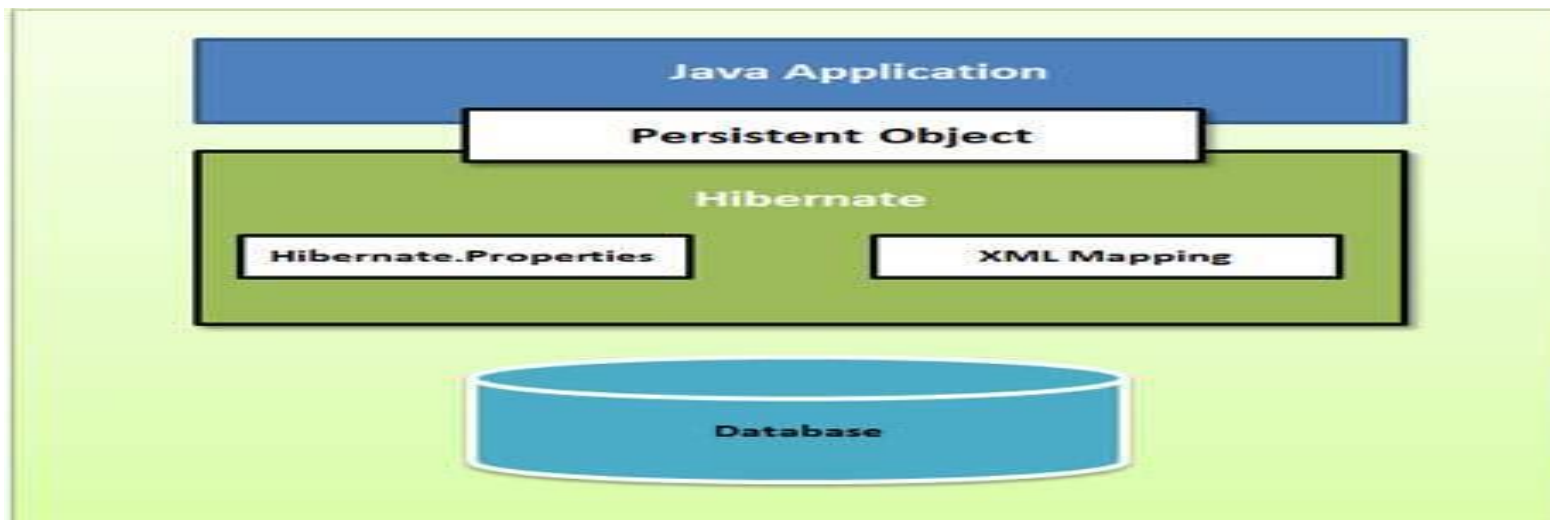 Java Application
Persistent Object
Hibernate
Hibernate.Properties
XML Mapping
Database